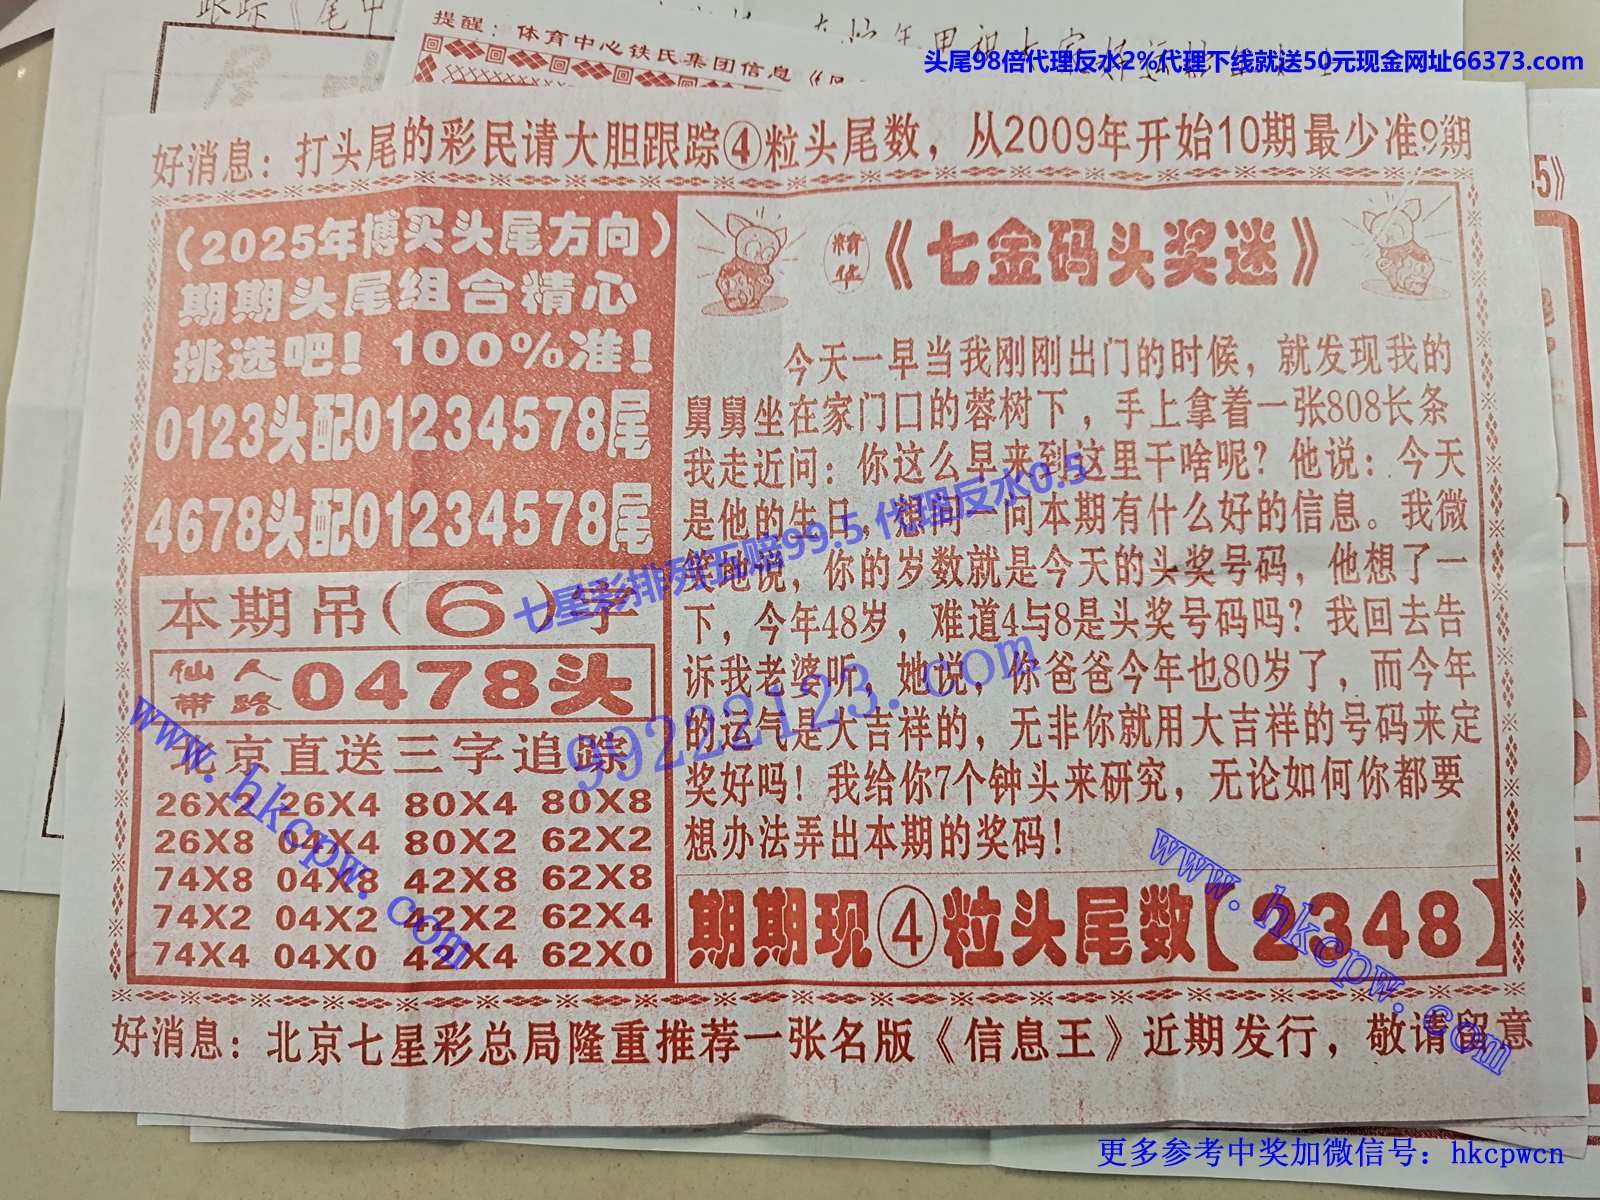 跟踪《尾中
提醒：体育中心铁民集团信息《
头尾98倍代理反水2%代理下线就送50元现金网址66373.com
好消息：打头尾的彩民请大胆跟踪④粒头尾数，从2009年开始10期最少准9期
（2025年博买头尾方向）
期期头尾组合精心
挑选吧！100%准！
0123头配01234578尾
4678头配01234578尾
本期吊（6）字
仙人带路 0478头
北京直送三字追踪
26X2 26X4 80X4 80X8
26X8 04X4 80X2 62X2
74X8 04X8 42X8 62X8
74X2 04X2 42X2 62X4
74X4 04X0 42X4 62X0
精华《七金码头奖迷》
今天一早当我刚刚出门的时候，就发现我的
舅舅坐在家门口的蓉树下，手上拿着一张808长条
我走近问：你这么早来到这里干啥呢？他说：今天
是他的生日，想问一问本期有什么好的信息。我微
笑地说，你的岁数就是今天的头奖号码，他想了一
下，今年48岁，难道4与8是头奖号码吗？我回去告
诉我老婆听，她说，你爸爸今年也80岁了，而今年
的运气是大吉祥的，无非你就用大吉祥的号码来定
奖好吗！我给你7个钟头来研究，无论如何你都要
想办法弄出本期的奖码！
期期现④粒头尾数【2348】
好消息：北京七星彩总局隆重推荐一张名版《信息王》近期发行，敬请留意
七星彩排列五赔99.5 代理反水0.5
99222123.com
www.hkcpw.com
www.hkcpw.com
更多参考中奖加微信号：hkcpwcn